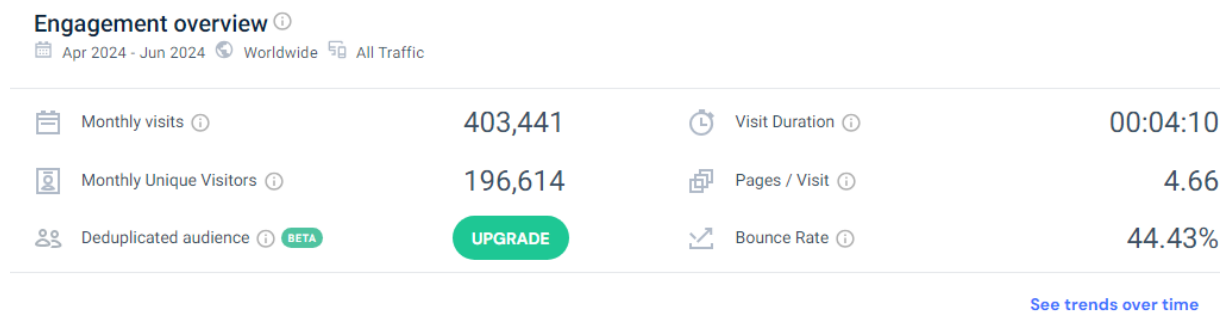 Engagement overview
Apr 2024 - Jun 2024 Worldwide All Traffic
Monthly visits 403,441 Visit Duration 00:04:10
Monthly Unique Visitors 196,614 Pages / Visit 4.66
Deduplicated audience BETA UPGRADE Bounce Rate 44.43%
See trends over time